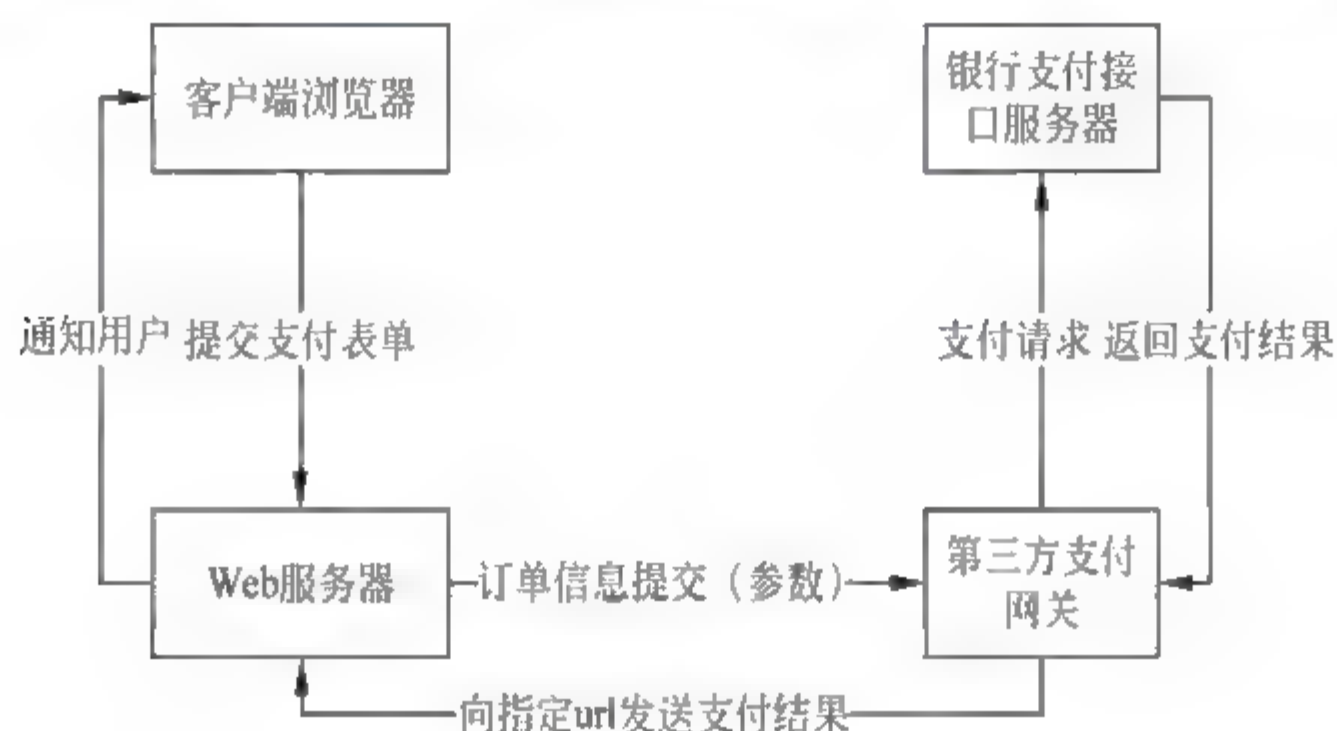 客户端浏览器
银行支付接
口服务器
通知用户
提交支付表单
支付请求
返回支付结果
Web服务器
订单信息提交（参数）
第三方支付
网关
向指定url发送支付结果